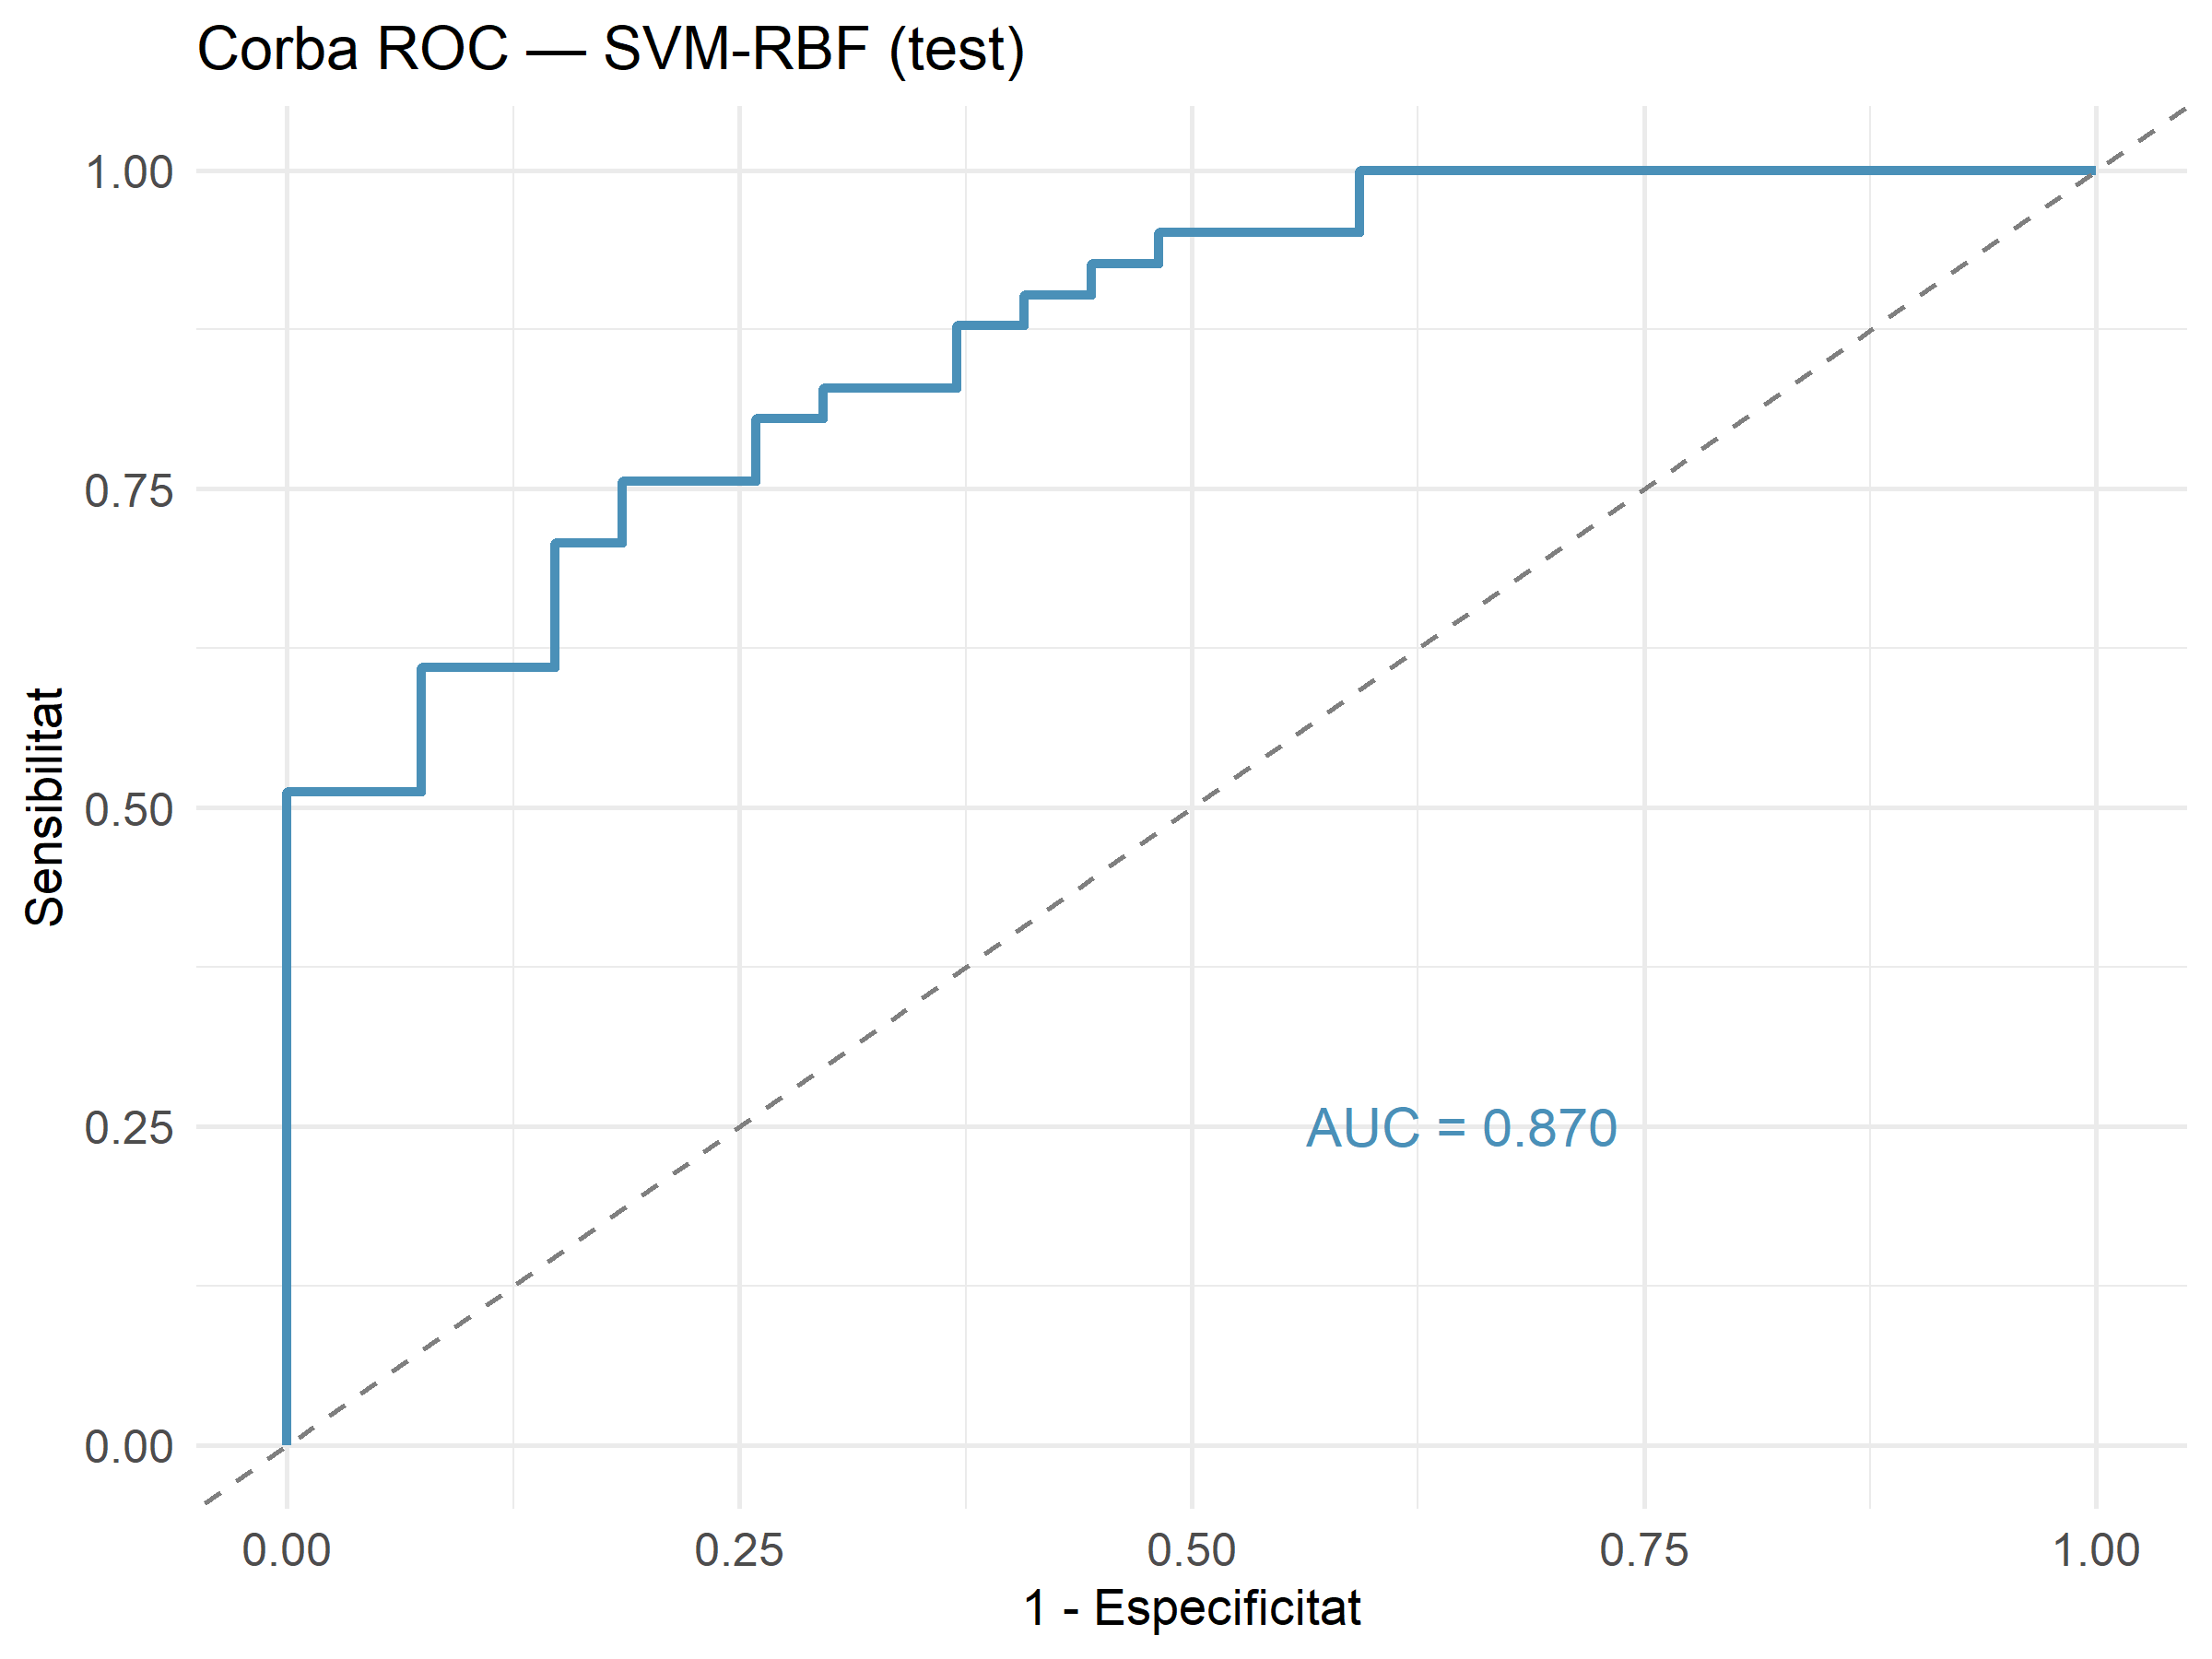 Corba ROC — SVM-RBF (test)
1.00
0.75
0.50
0.25
0.00
Sensibilitat
AUC = 0.870
0.00 0.25 0.50 0.75 1.00
1 - Especificitat